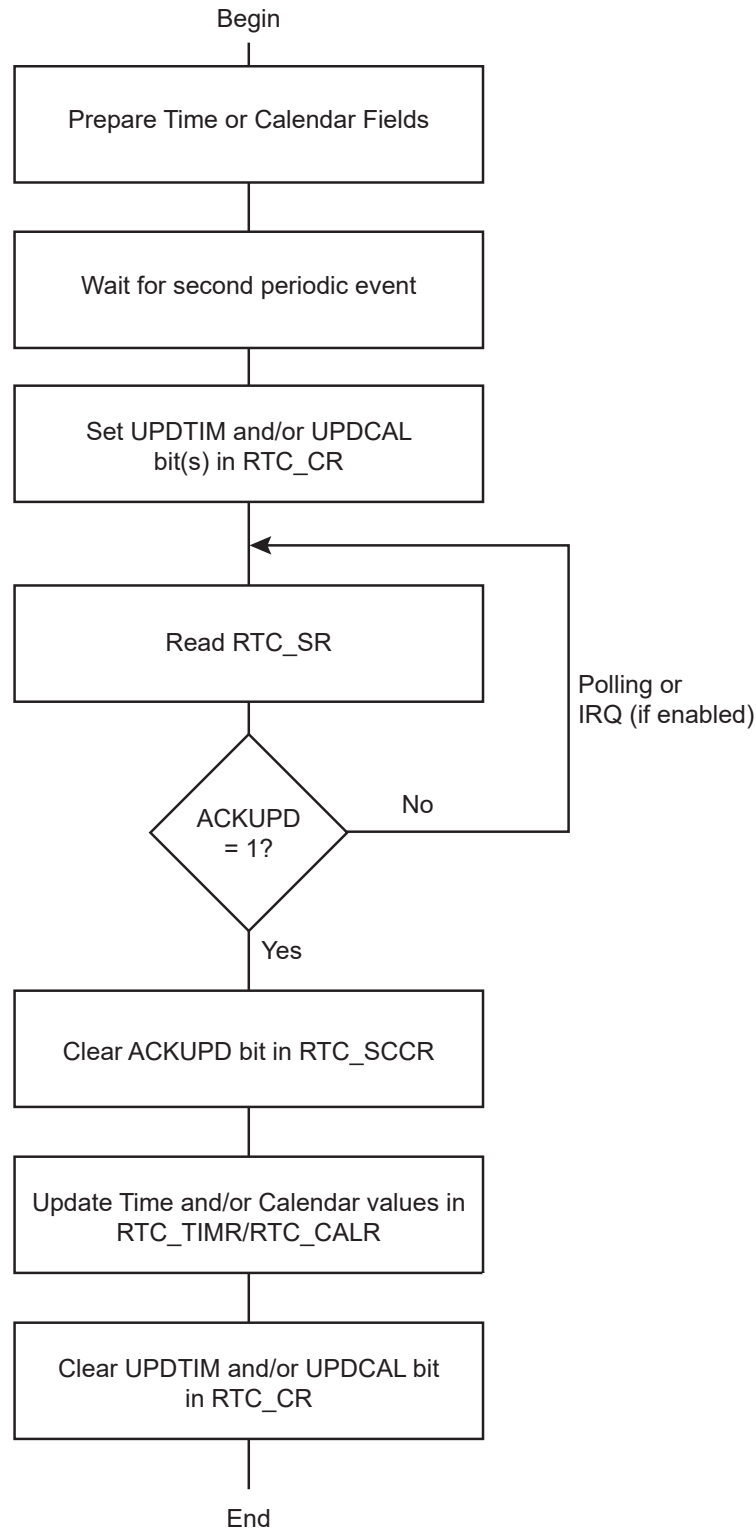 Begin
Prepare Time or Calendar Fields
Wait for second periodic event
Set UPDTIM and/or UPDCAL
bit(s) in RTC_CR
Read RTC_SR
Polling or
IRQ (if enabled)
ACKUPD
= 1?
No
Yes
Clear ACKUPD bit in RTC_SCCR
Update Time and/or Calendar values in
RTC_TIMR/RTC_CALR
Clear UPDTIM and/or UPDCAL bit
in RTC_CR
End